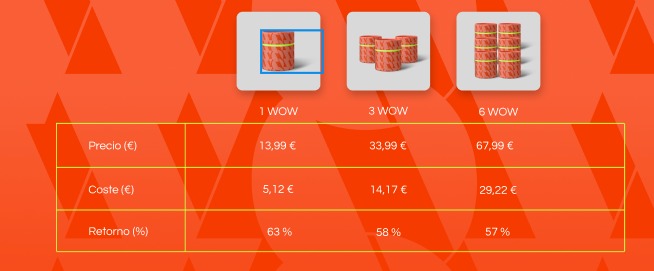 1 WOW 3 WOW 6 WOW
Precio (€) 13,99 € 33,99 € 67,99 €
Coste (€) 5,12 € 14,17 € 29,22 €
Retorno (%) 63 % 58 % 57 %